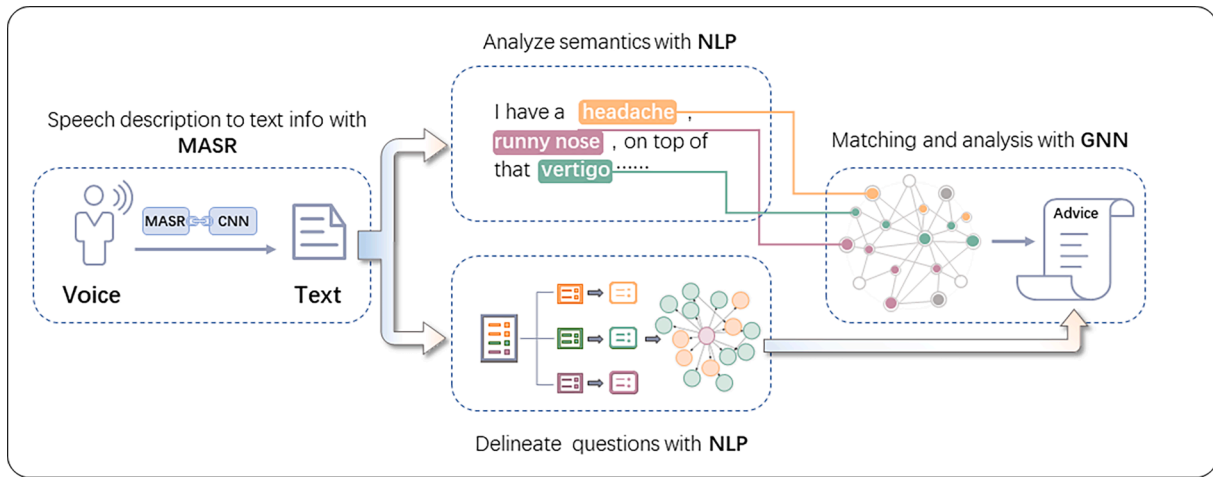 Speech description to text info with
MASR
MASR CNN
Voice
Text
Analyze semantics with NLP
I have a headache ,
runny nose , on top of
that vertigo ……
Delineate questions with NLP
Matching and analysis with GNN
Advice